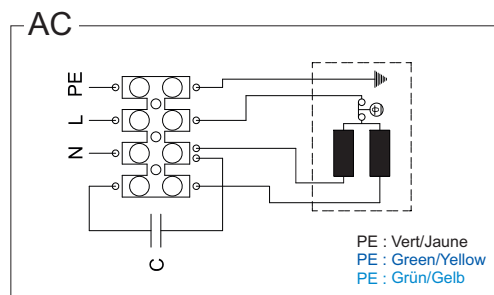 AC
PE
L
N
C
PE : Vert/Jaune
PE : Green/Yellow
PE : Grün/Gelb